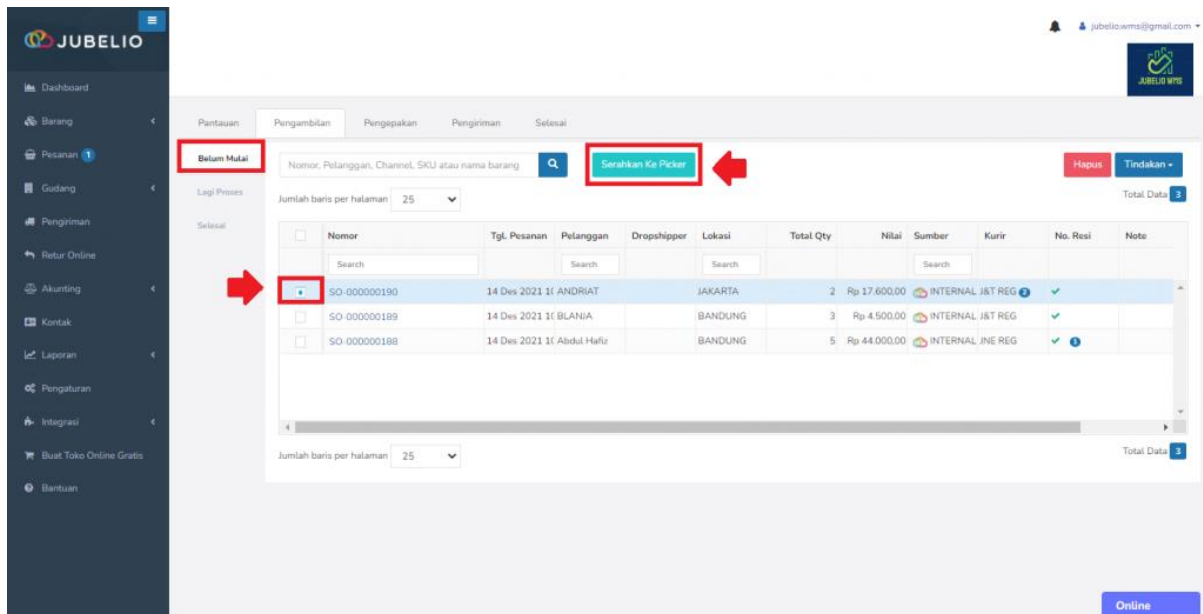 JUBELIO
jubelio.wms@gmail.com
JUBELIO WMS
Dashboard
Barang
Pesanan 1
Gudang
Pengiriman
Retur Online
Akunting
Kontak
Laporan
Pengaturan
Integrasi
Buat Toko Online Gratis
Bantuan
Pantauan Pengambilan Pengepakan Pengiriman Selesai
Belum Mulai
Lagi Proses
Selesai
Nomor, Pelanggan, Channel, SKU atau nama barang Serahkan Ke Picker Hapus Tindakan
Jumlah baris per halaman 25 Total Data 3
Nomor Tgl. Pesanan Pelanggan Dropshipper Lokasi Total Qty Nilai Sumber Kurir No. Resi Note
Search Search Search Search
SO-000000190 14 Des 2021 1( ANDRIAT JAKARTA 2 Rp 17.600,00 INTERNAL J&T REG 2
SO-000000189 14 Des 2021 1( BLANJA BANDUNG 3 Rp 4.500,00 INTERNAL J&T REG
SO-000000188 14 Des 2021 1( Abdul Hafiz BANDUNG 5 Rp 44.000,00 INTERNAL JNE REG
Jumlah baris per halaman 25 Total Data 3
Online